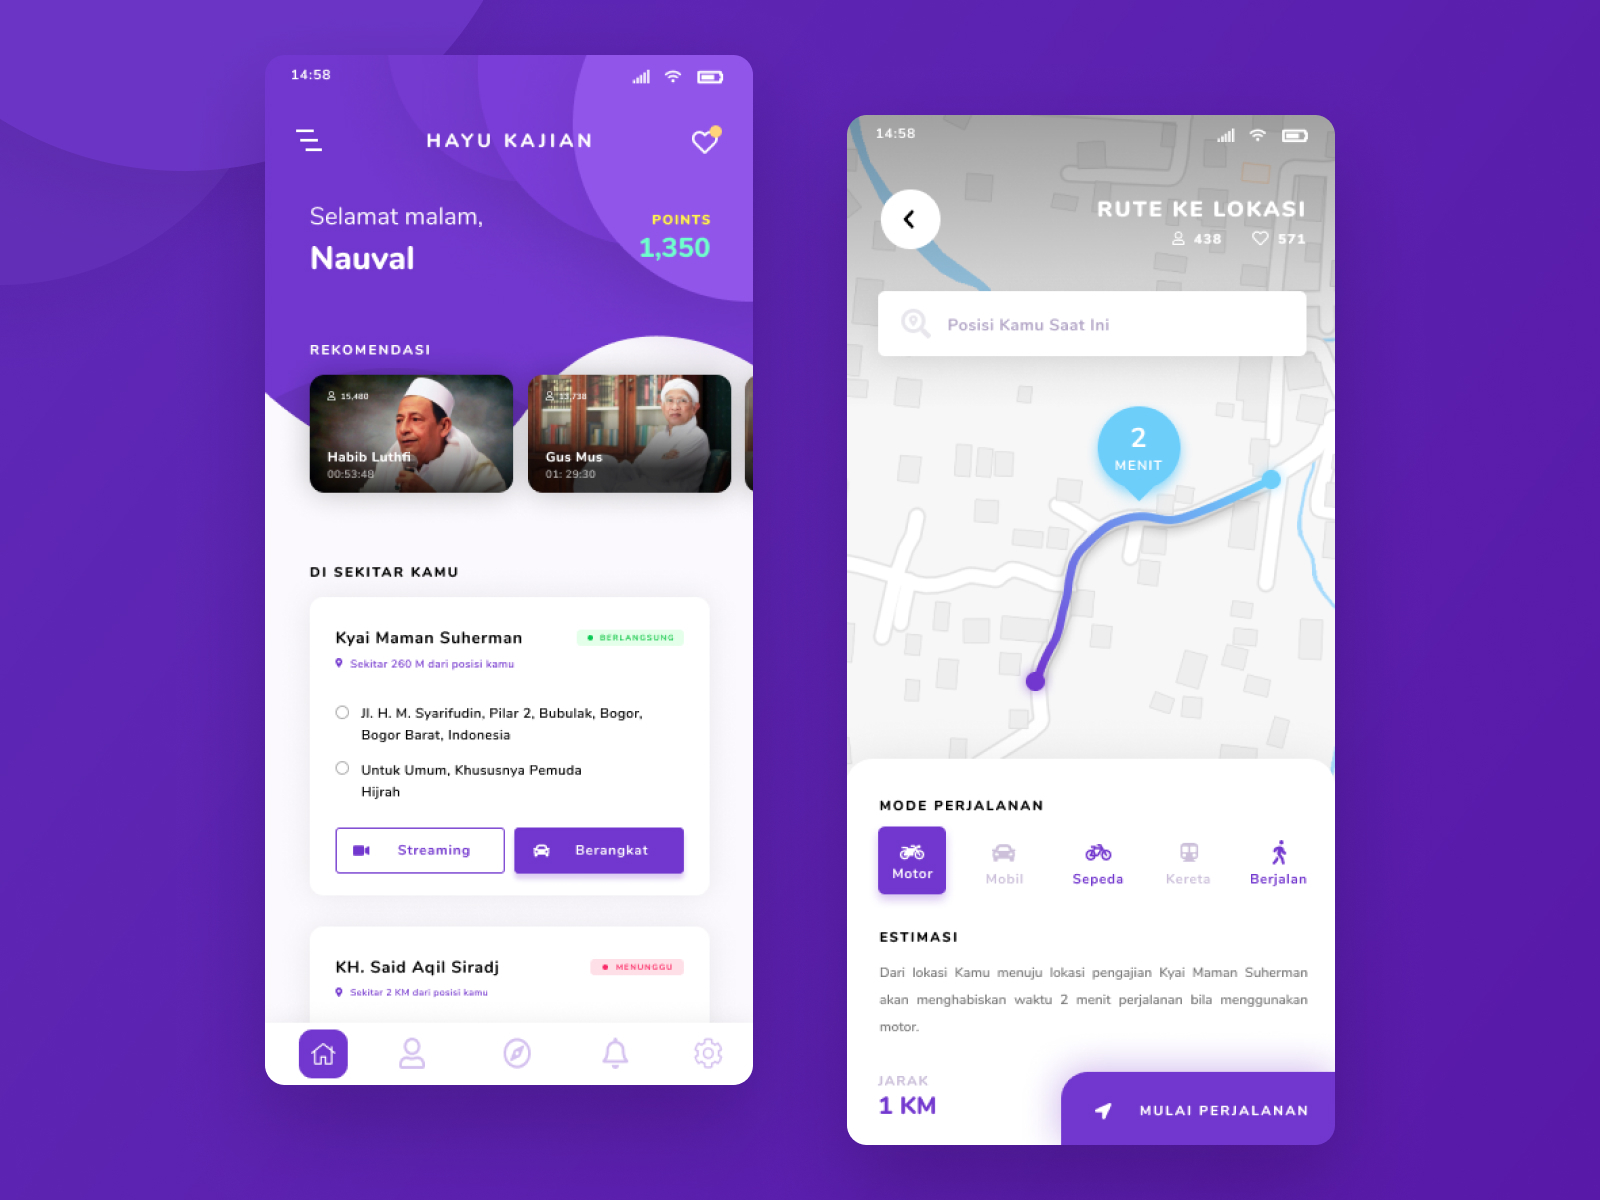 14:58
HAYU KAJIAN
Selamat malam,
Nauval
POINTS
1,350
REKOMENDASI
15,480
Habib Luthfi
00:53:48
13,738
Gus Mus
01: 29:30
DI SEKITAR KAMU
Kyai Maman Suherman
BERLANGSUNG
Sekitar 260 M dari posisi kamu
Jl. H. M. Syarifudin, Pilar 2, Bubulak, Bogor,
Bogor Barat, Indonesia
Untuk Umum, Khususnya Pemuda
Hijrah
Streaming
Berangkat
KH. Said Aqil Siradj
MENUNGGU
Sekitar 2 KM dari posisi kamu
14:58
RUTE KE LOKASI
438
571
Posisi Kamu Saat Ini
2
MENIT
MODE PERJALANAN
Motor
Mobil
Sepeda
Kereta
Berjalan
ESTIMASI
Dari lokasi Kamu menuju lokasi pengajian Kyai Maman Suherman
akan menghabiskan waktu 2 menit perjalanan bila menggunakan
motor.
JARAK
1 KM
MULAI PERJALANAN